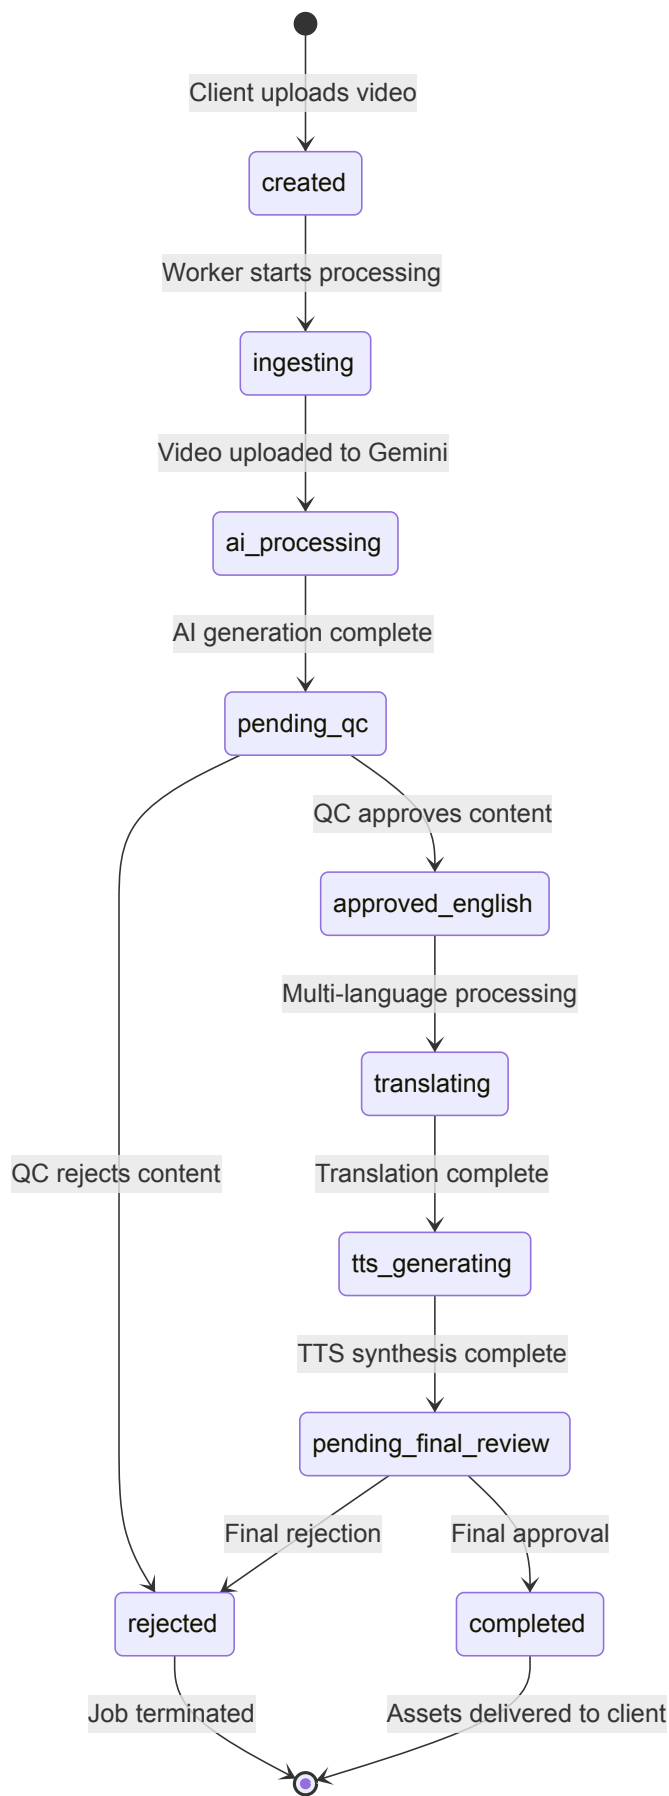 Client uploads video
created
Worker starts processing
ingesting
Video uploaded to Gemini
ai_processing
AI generation complete
pending_qc
QC approves content
approved_english
Multi-language processing
translating
QC rejects content
Translation complete
tts_generating
TTS synthesis complete
pending_final_review
Final rejection
Final approval
rejected
completed
Job terminated
Assets delivered to client